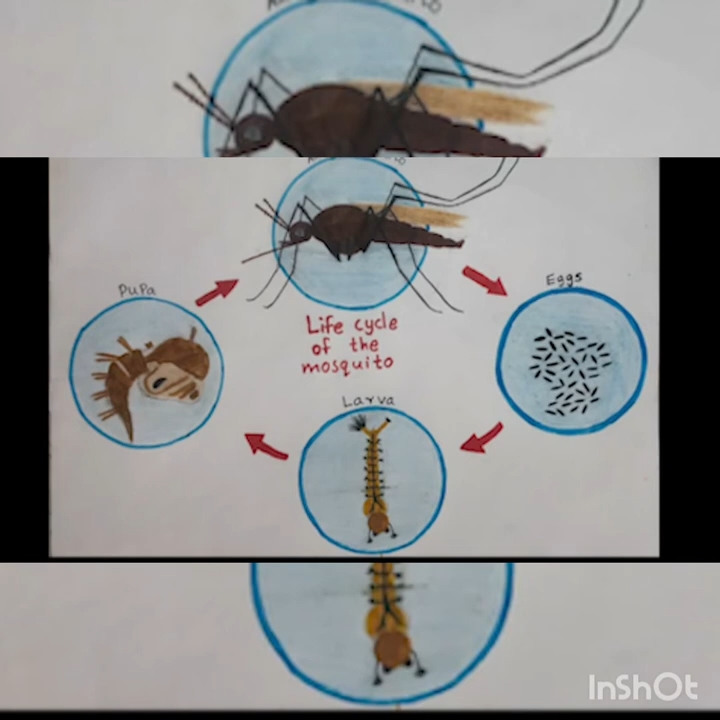 Pupa
Eggs
Life cycle
of the
mosquito
Larva
InShOt